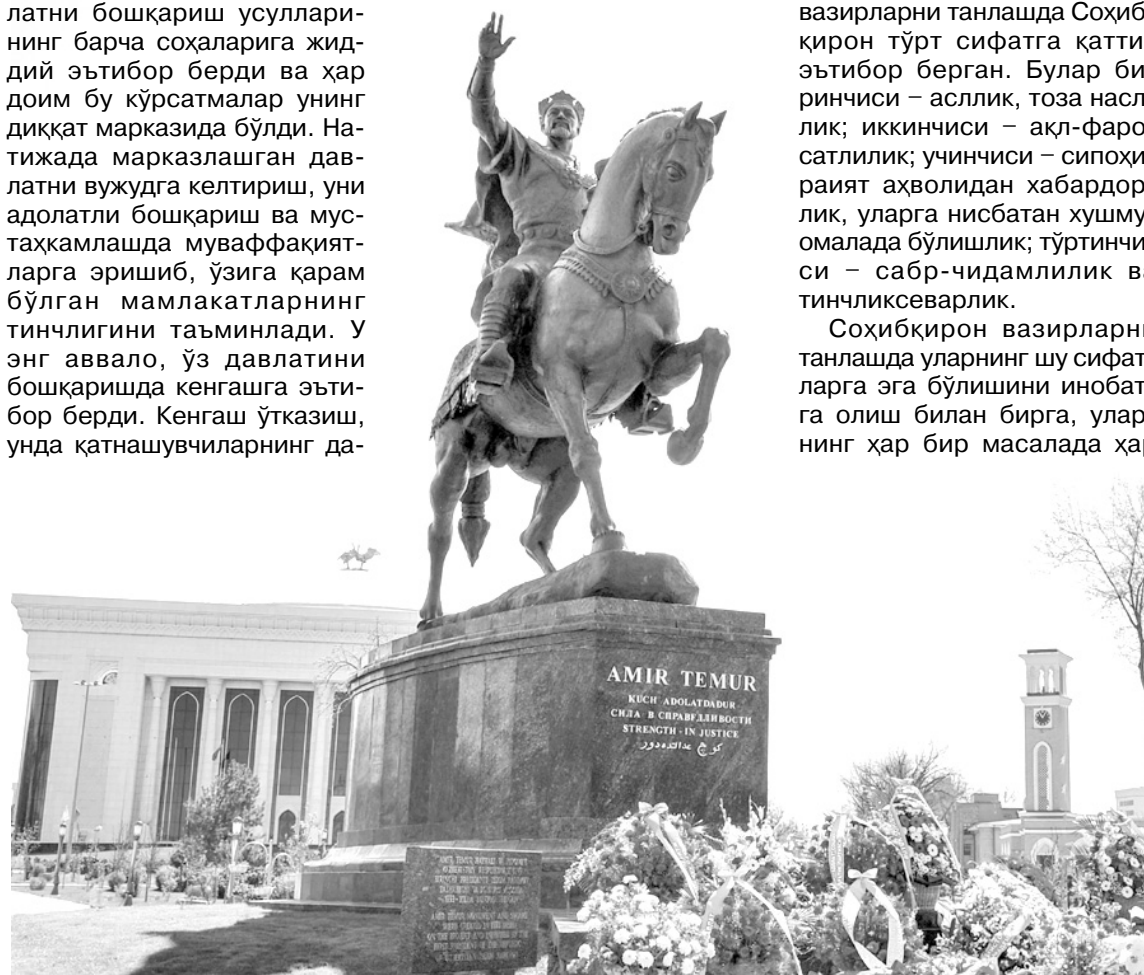 латни бошқариш усуллари-
нинг барча соҳаларига жид-
дий эътибор берди ва ҳар
доим бу кўрсатмалар унинг
диққат марказида бўлди. На-
тижада марказлашган дав-
латни вужудга келтириш, уни
адолатли бошқариш ва мус-
таҳкамлашда муваффақият-
ларга эришиб, ўзига қарам
бўлган мамлакатларнинг
тинчлигини таъминлади. У
энг аввало, ўз давлатини
бошқаришда кенгашга эъти-
бор берди. Кенгаш ўтказиш,
унда қатнашувчиларнинг да-
вазирларни танлашда Соҳиб
қирон тўрт сифатга қатти
эътибор берган. Булар би
ринчиси – асллик, тоза насл
лик; иккинчиси – ақл-фаро
сатлилик; учинчиси – сипоҳи
раият аҳволидан хабардор
лик, уларга нисбатан хушму
омалада бўлишлик; тўртинчи
си – сабр-чидамлилик ва
тинчликсеварлик.
Соҳибқирон вазирларни
танлашда уларнинг шу сифат
ларга эга бўлишини инобат
га олиш билан бирга, улар
нинг ҳар бир масалада ҳар
AMIR TEMUR
KUCH ADOLATDADUR
СИЛА В СПРАВЕДЛИВОСТИ
STRENGTH - IN JUSTICE
كوچ عدالتده‌دور